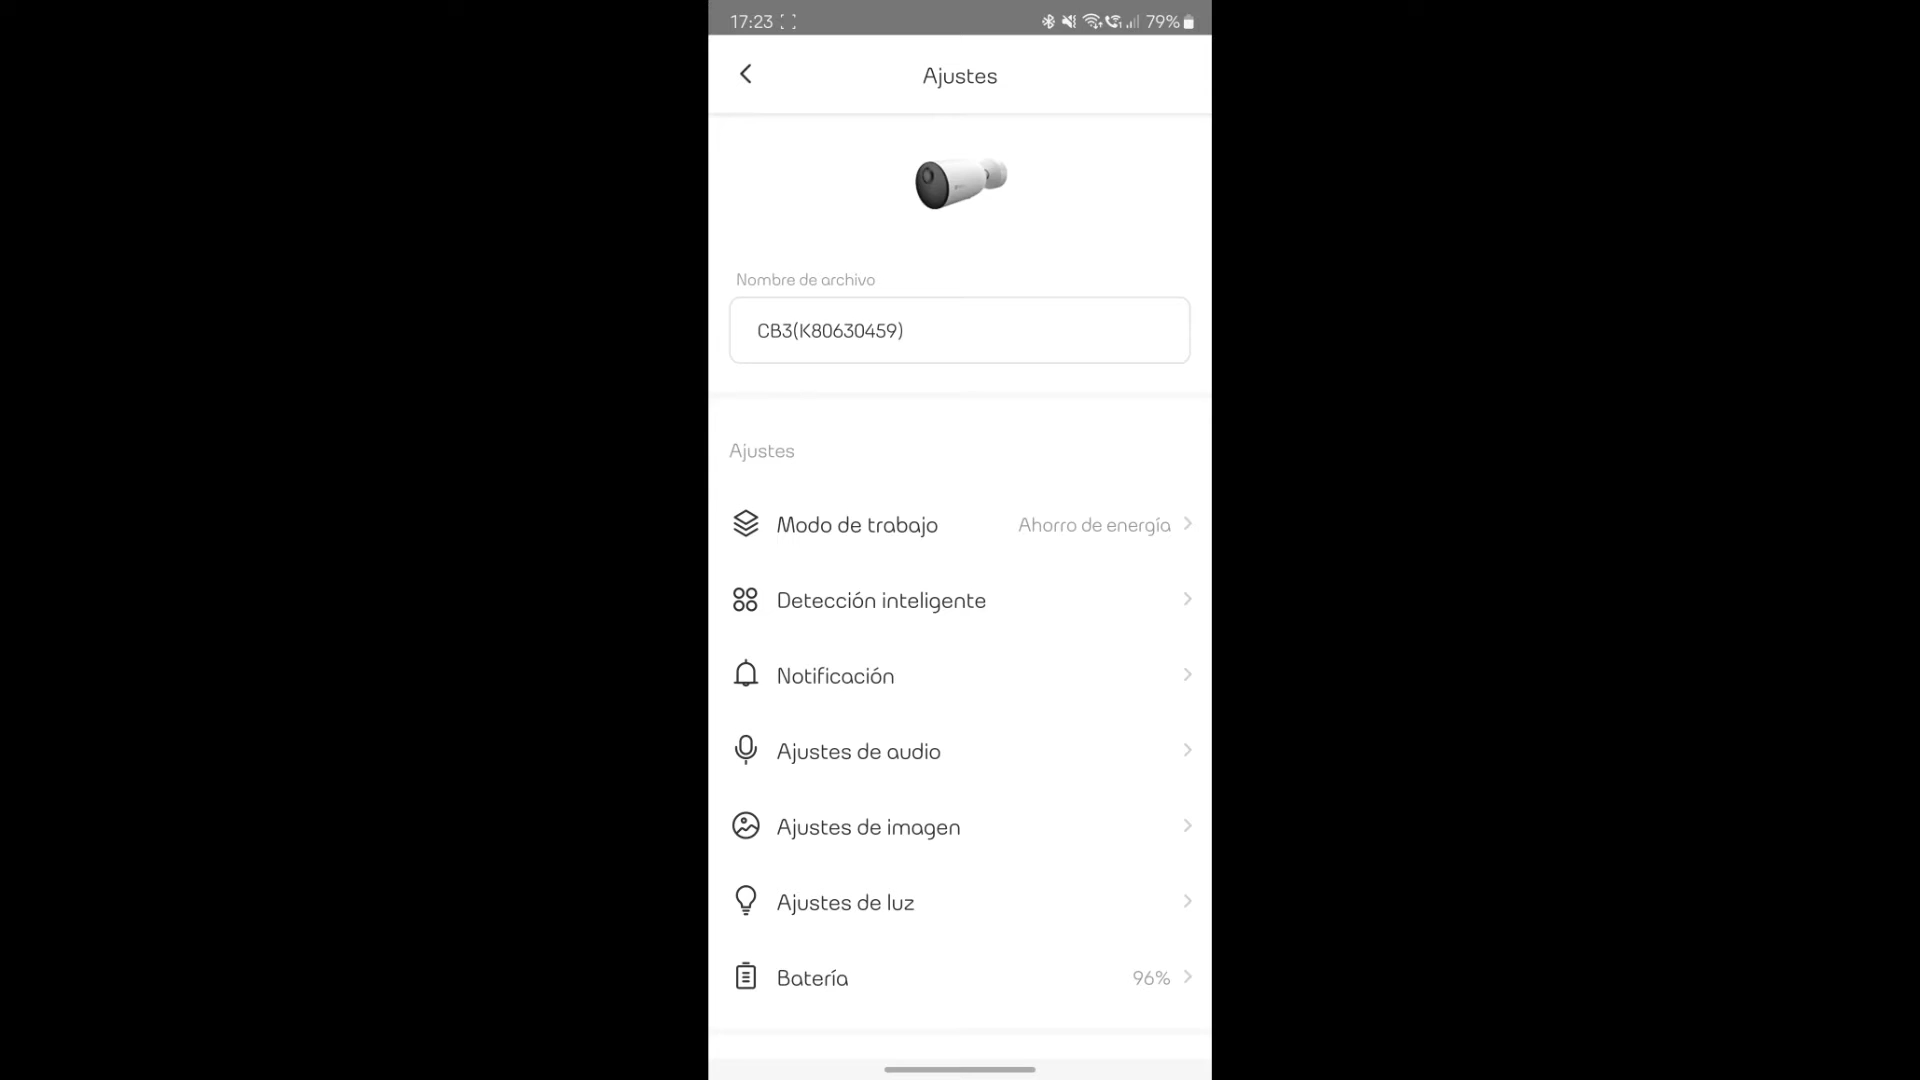 17:23 79%
Ajustes
Nombre de archivo
CB3(K80630459)
Ajustes
Modo de trabajo Ahorro de energía
Detección inteligente
Notificación
Ajustes de audio
Ajustes de imagen
Ajustes de luz
Batería 96%